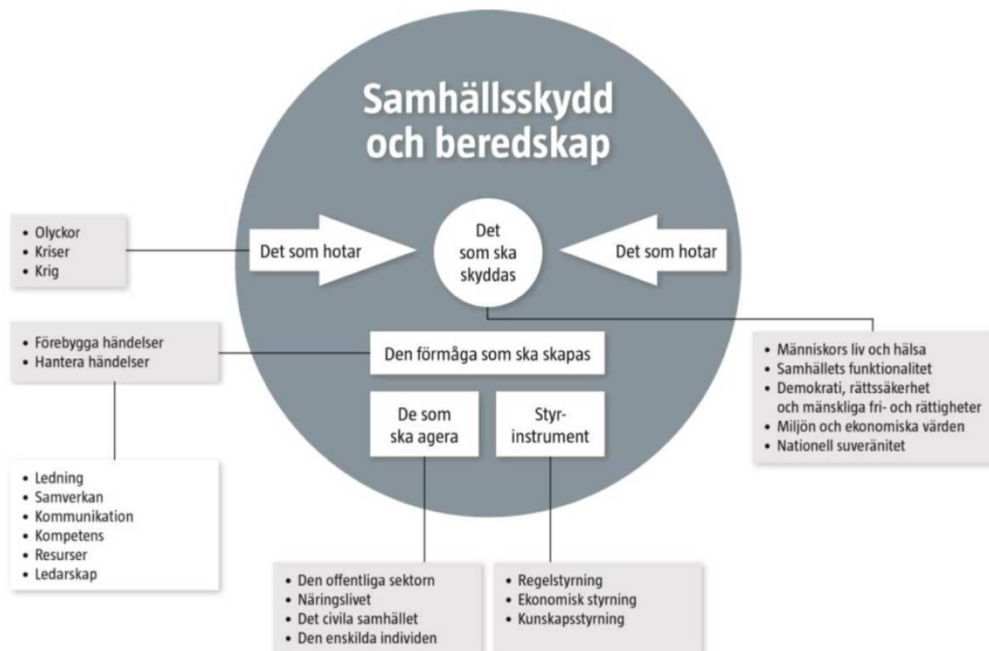 Samhällsskydd
och beredskap
• Olyckor
• Kriser
• Krig
Det som hotar
Det
som ska
skyddas
Det som hotar
• Förebygga händelser
• Hantera händelser
Den förmåga som ska skapas
• Människors liv och hälsa
• Samhällets funktionalitet
• Demokrati, rättssäkerhet
och mänskliga fri- och rättigheter
• Miljön och ekonomiska värden
• Nationell suveränitet
De som
ska agera
Styr-
instrument
• Ledning
• Samverkan
• Kommunikation
• Kompetens
• Resurser
• Ledarskap
• Den offentliga sektorn
• Näringslivet
• Det civila samhället
• Den enskilda individen
• Regelstyrning
• Ekonomisk styrning
• Kunskapsstyrning